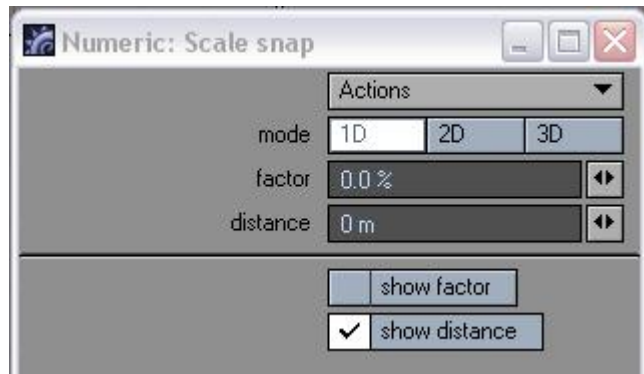 Numeric: Scale snap
Actions
mode 1D 2D 3D
factor 0.0 %
distance 0 m
show factor
show distance